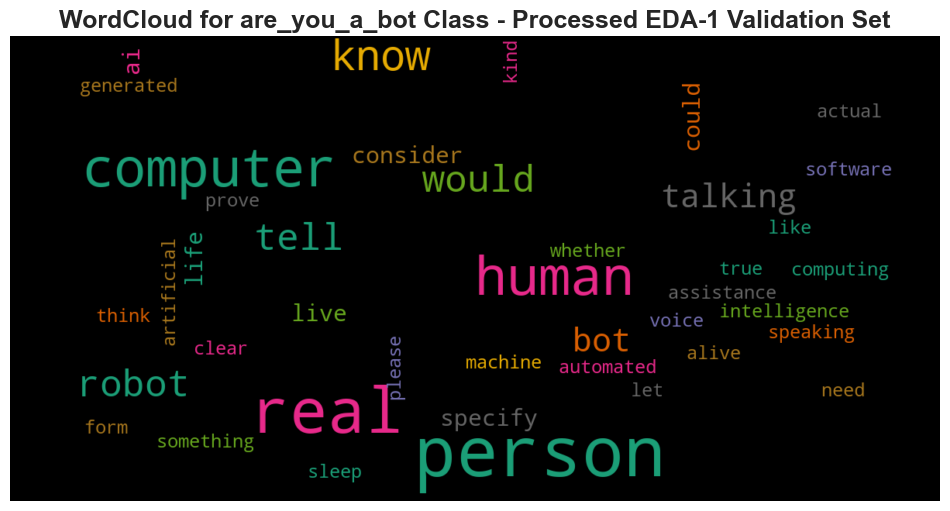 WordCloud for are_you_a_bot Class - Processed EDA-1 Validation Set
know
kind
ai
generated
could
actual
computer
consider
would
software
talking
prove
like
tell
life
artificial
whether
human
true
computing
assistance
intelligence
think
live
voice
speaking
clear
bot
please
machine
automated
alive
robot
let
need
real
specify
form
something
person
sleep